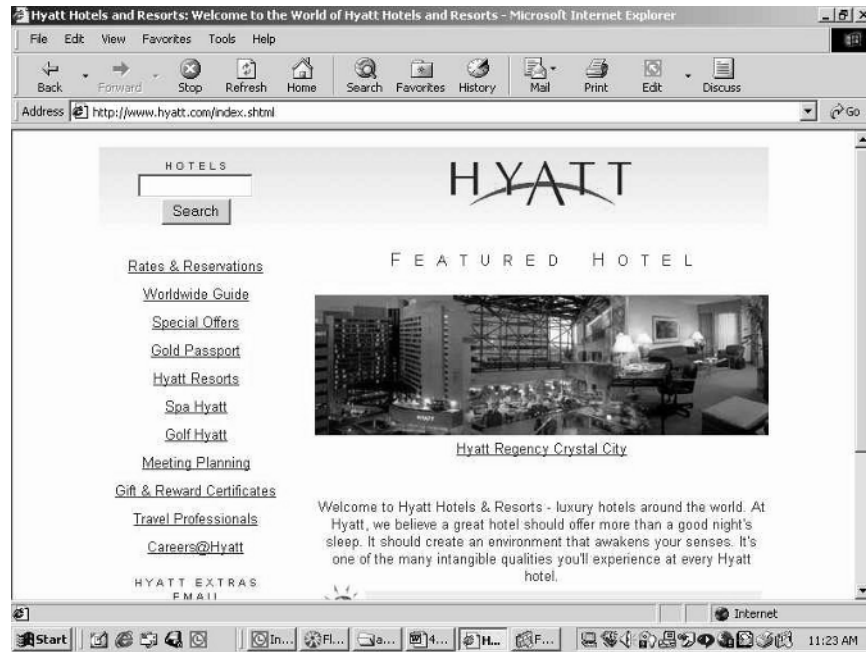 Hyatt Hotels and Resorts: Welcome to the World of Hyatt Hotels and Resorts - Microsoft Internet Explorer
File Edit View Favorites Tools Help
Back Forward Stop Refresh Home Search Favorites History Mail Print Edit Discuss
Address http://www.hyatt.com/index.shtml Go
HOTELS
Search
HYATT
FEATURED HOTEL
Rates & Reservations
Worldwide Guide
Special Offers
Gold Passport
Hyatt Resorts
Spa Hyatt
Golf Hyatt
Meeting Planning
Gift & Reward Certificates
Travel Professionals
Careers@Hyatt
HYATT EXTRAS
EMAIL
HYATT
Hyatt Regency Crystal City
Welcome to Hyatt Hotels & Resorts - luxury hotels around the world. At
Hyatt, we believe a great hotel should offer more than a good night's
sleep. It should create an environment that awakens your senses. It's
one of the many intangible qualities you'll experience at every Hyatt
hotel.
Internet
Start In... Fl... a... 4... H... F... 11:23 AM